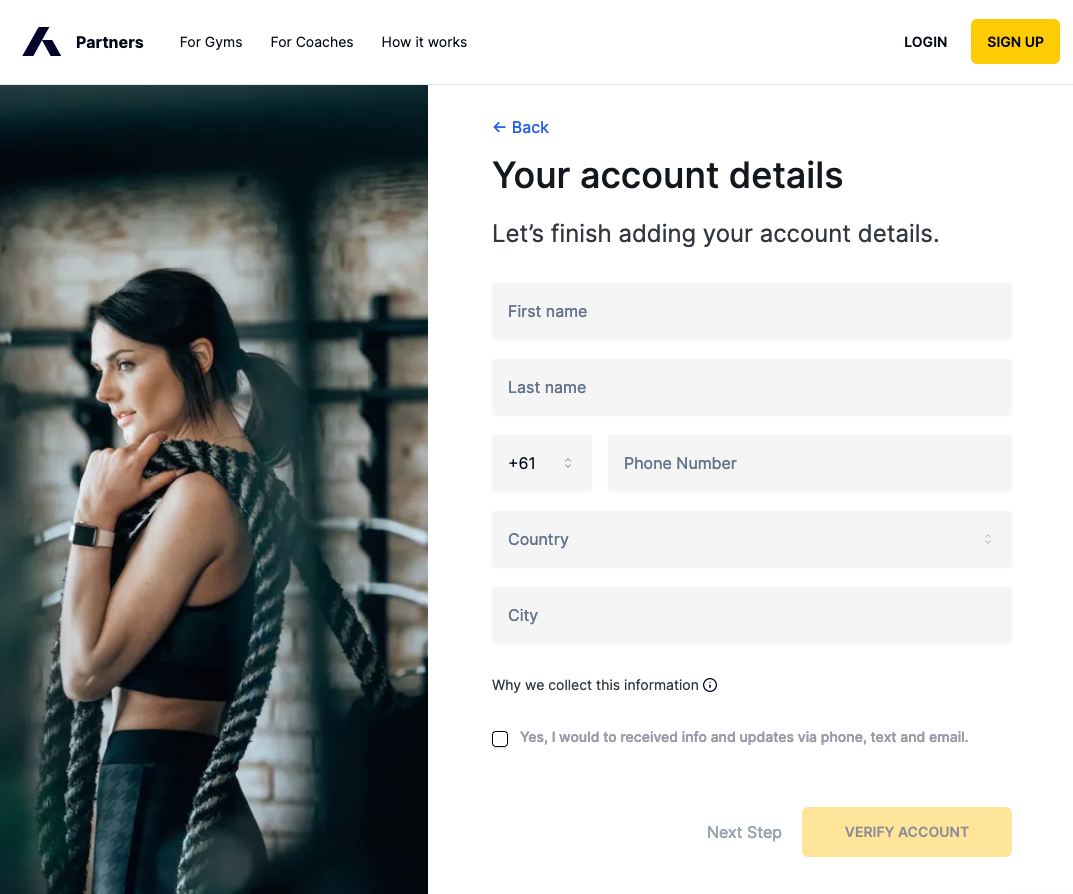 Partners For Gyms For Coaches How it works LOGIN SIGN UP
← Back
Your account details
Let’s finish adding your account details.
First name
Last name
+61 Phone Number
Country
City
Why we collect this information
Yes, I would to received info and updates via phone, text and email.
Next Step VERIFY ACCOUNT